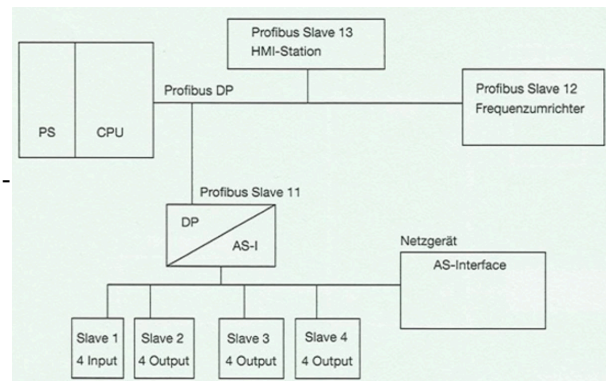 Profibus Slave 13
HMI-Station
Profibus DP
Profibus Slave 12
Frequenzumrichter
PS
CPU
-
Profibus Slave 11
DP
AS-I
Netzgerät
AS-Interface
Slave 1
4 Input
Slave 2
4 Output
Slave 3
4 Output
Slave 4
4 Output